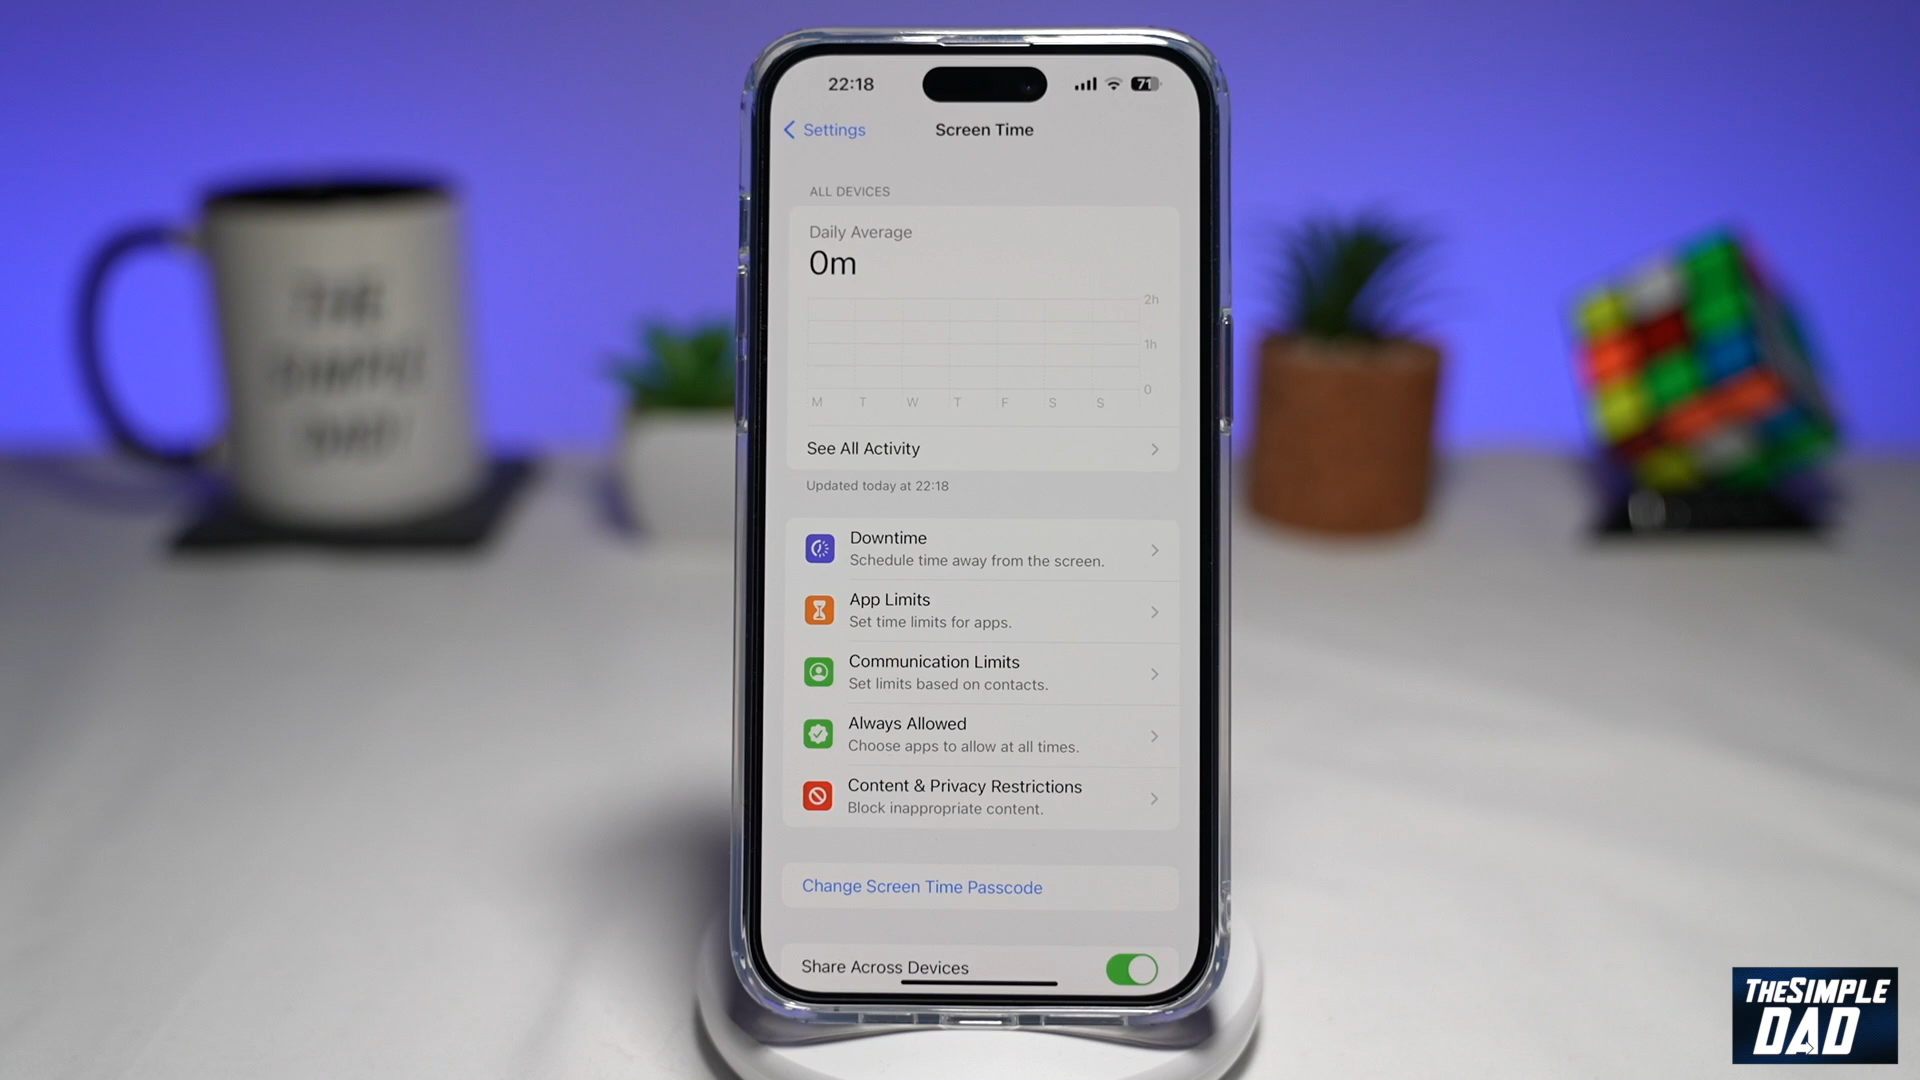 22:18
71
Settings
Screen Time
ALL DEVICES
Daily Average
0m
2h
1h
0
M T W T F S S
See All Activity
Updated today at 22:18
Downtime
Schedule time away from the screen.
App Limits
Set time limits for apps.
Communication Limits
Set limits based on contacts.
Always Allowed
Choose apps to allow at all times.
Content & Privacy Restrictions
Block inappropriate content.
Change Screen Time Passcode
Share Across Devices
THE
SIMPLE
DAD
THESIMPLE
DAD